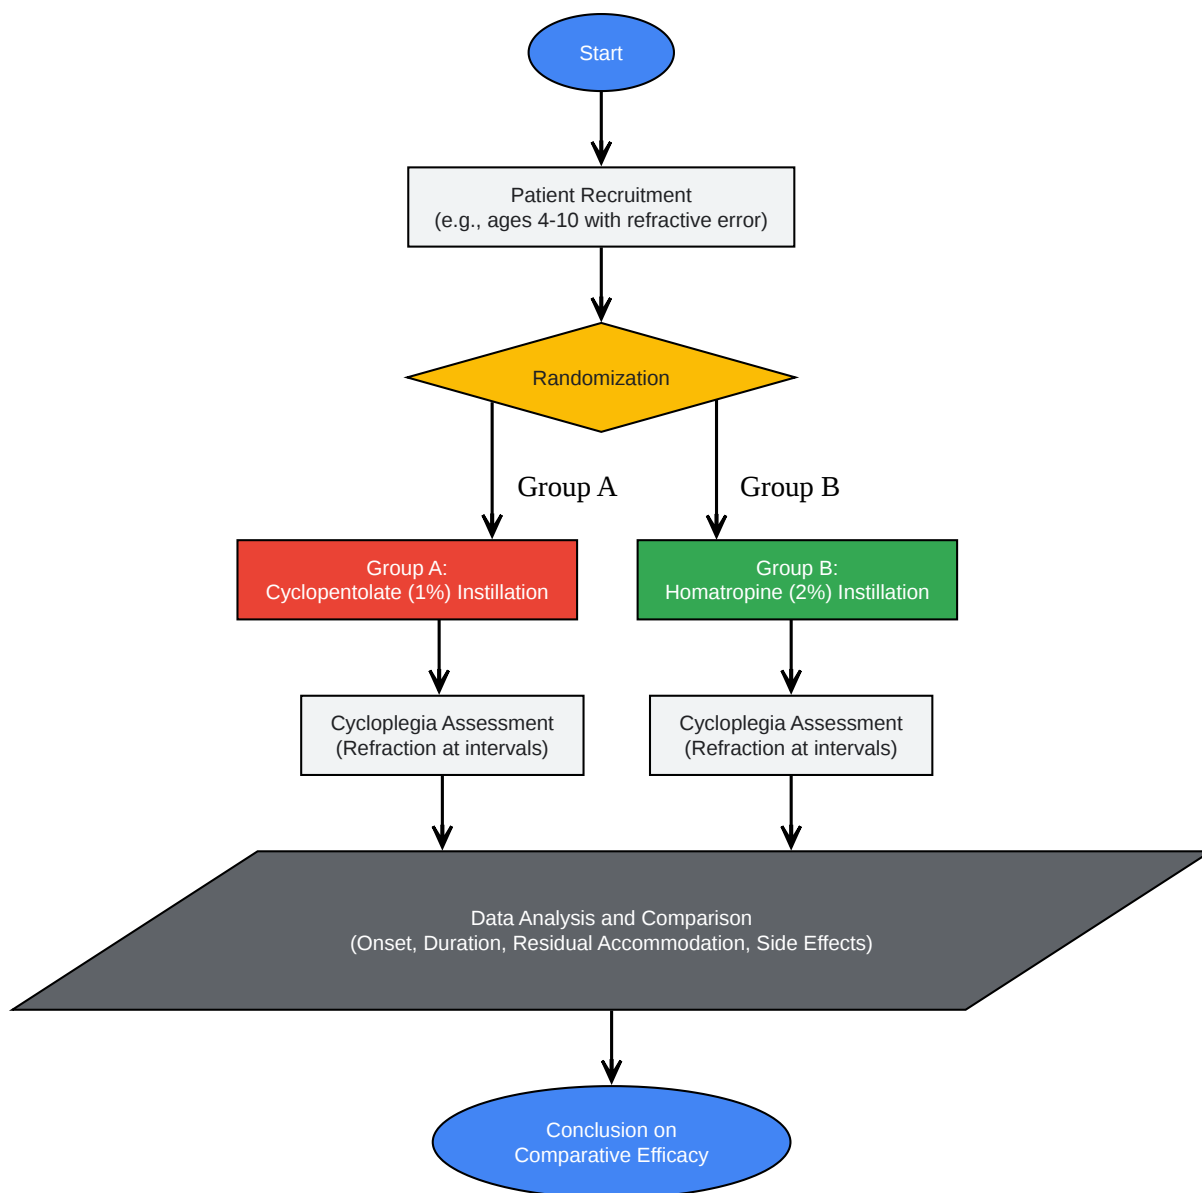 Start
Patient Recruitment
(e.g., ages 4-10 with refractive error)
Randomization
Group A
Group B
Group A:
Cyclopentolate (1%) Instillation
Group B:
Homatropine (2%) Instillation
Cycloplegia Assessment
(Refraction at intervals)
Cycloplegia Assessment
(Refraction at intervals)
Data Analysis and Comparison
(Onset, Duration, Residual Accommodation, Side Effects)
Conclusion on
Comparative Efficacy